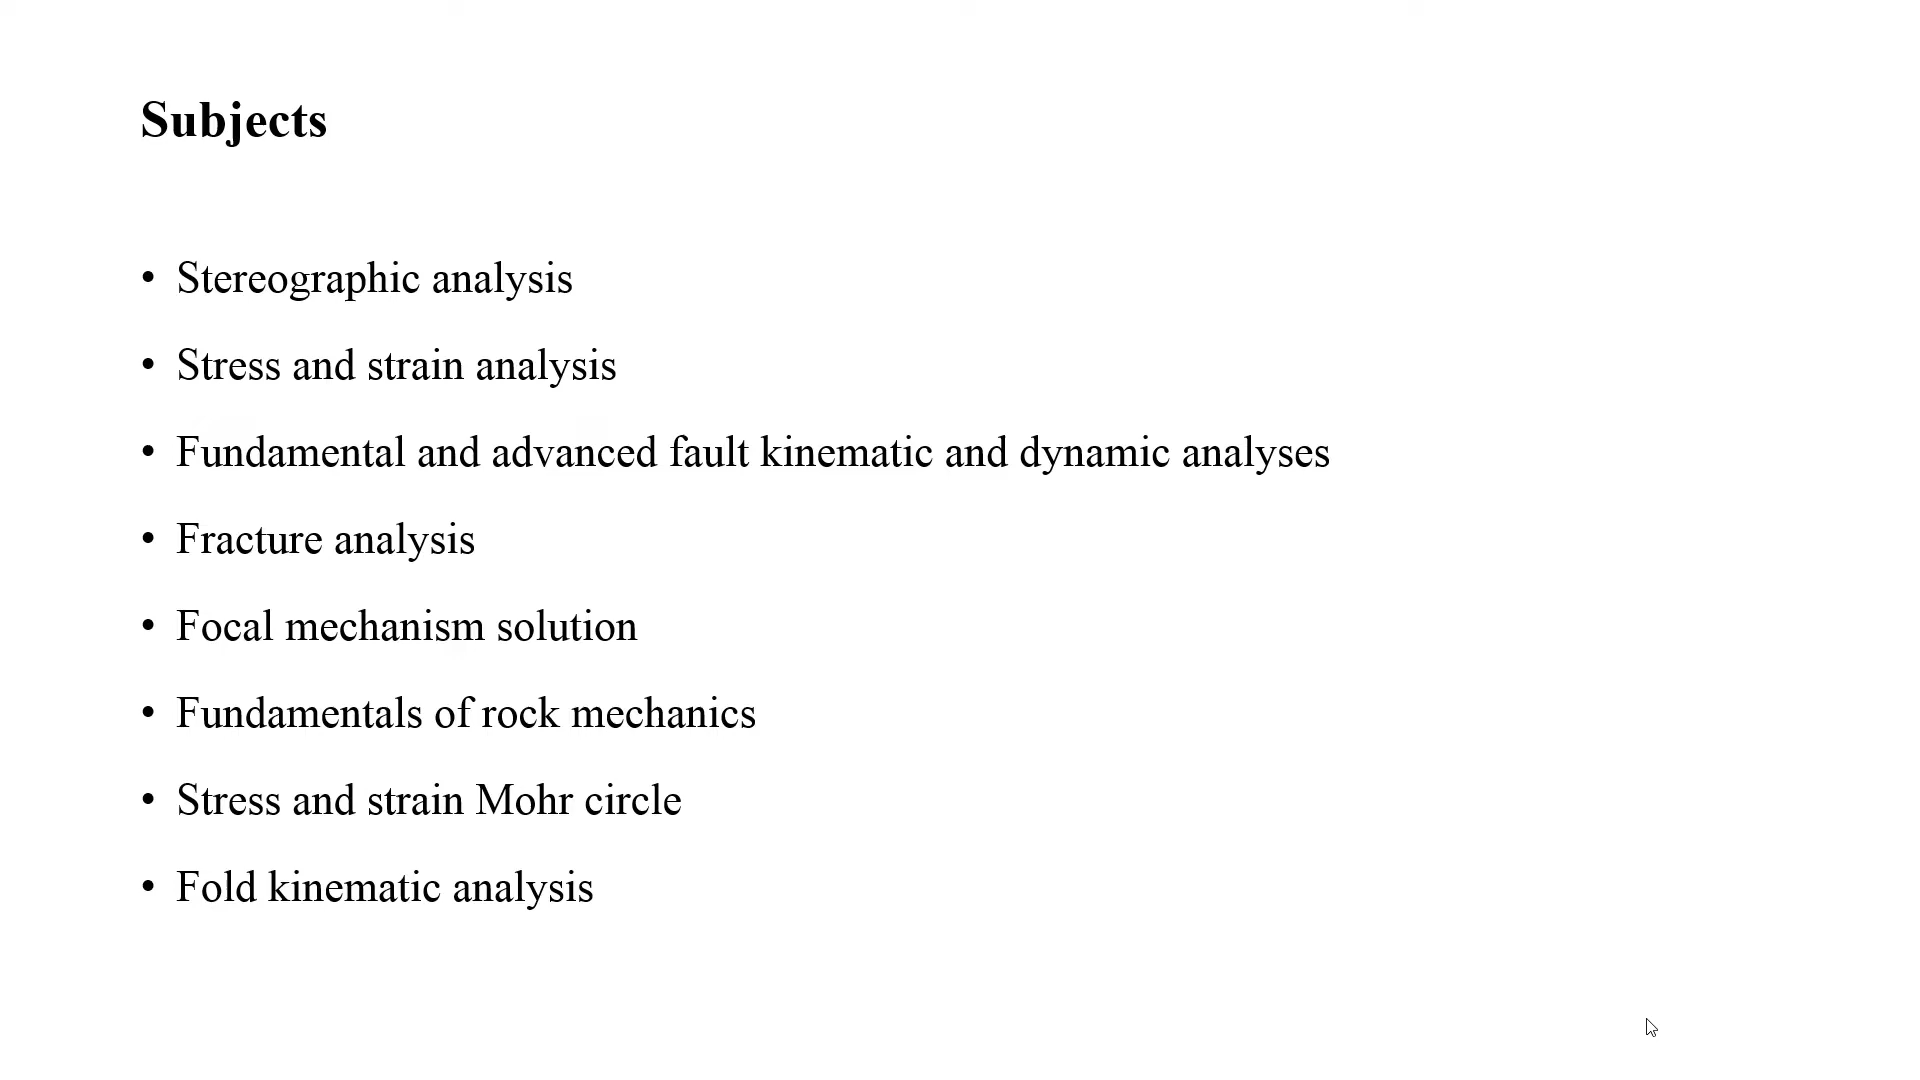 Subjects
• Stereographic analysis
• Stress and strain analysis
• Fundamental and advanced fault kinematic and dynamic analyses
• Fracture analysis
• Focal mechanism solution
• Fundamentals of rock mechanics
• Stress and strain Mohr circle
• Fold kinematic analysis